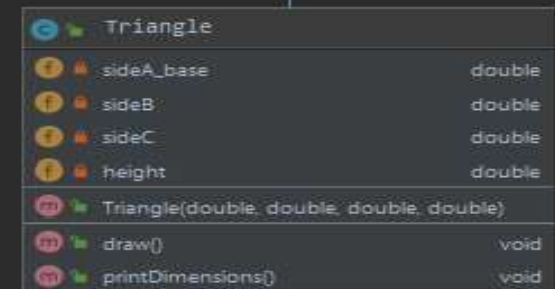 Triangle
sideA_base double
sideB double
sideC double
height double
Triangle(double, double, double, double)
draw() void
printDimensions() void